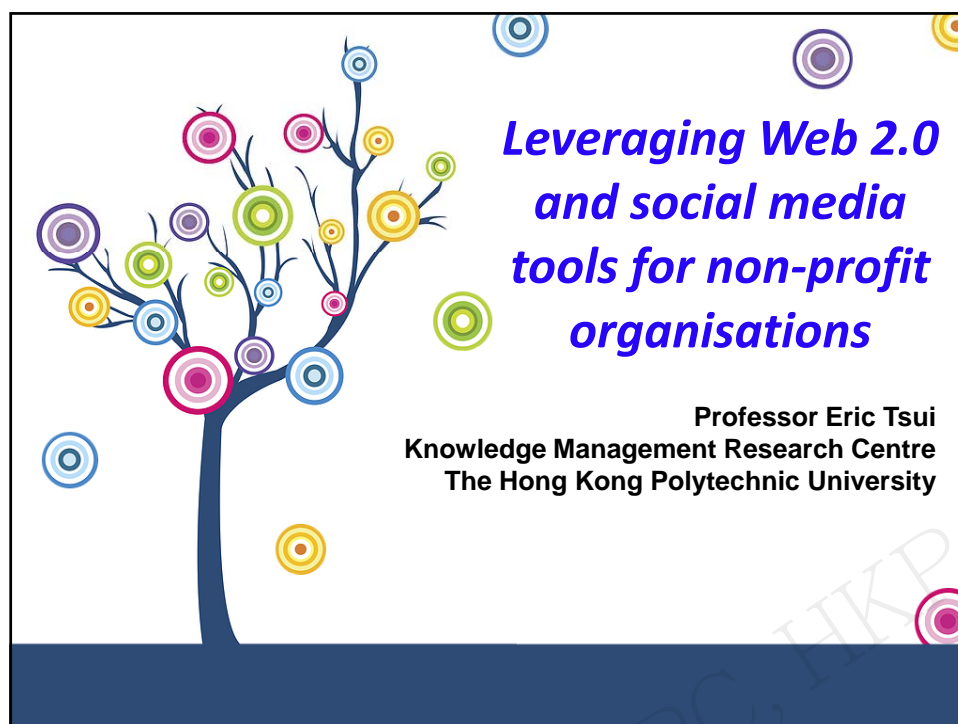 Leveraging Web 2.0
and social media
tools for non-profit
organisations
Professor Eric Tsui
Knowledge Management Research Centre
The Hong Kong Polytechnic University
C, HKP